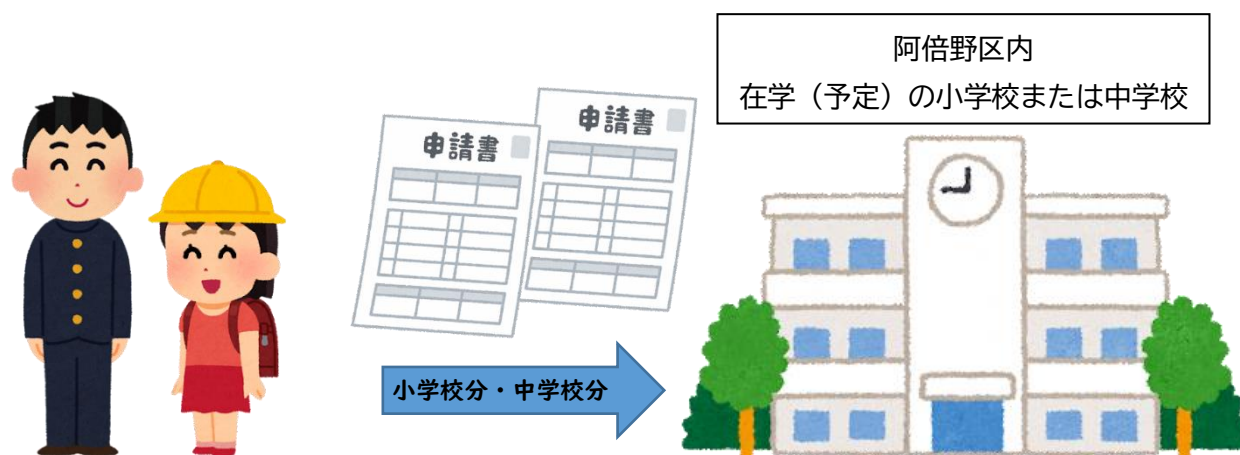 阿倍野区内
在学（予定）の小学校または中学校
申請書
申請書
小学校分・中学校分